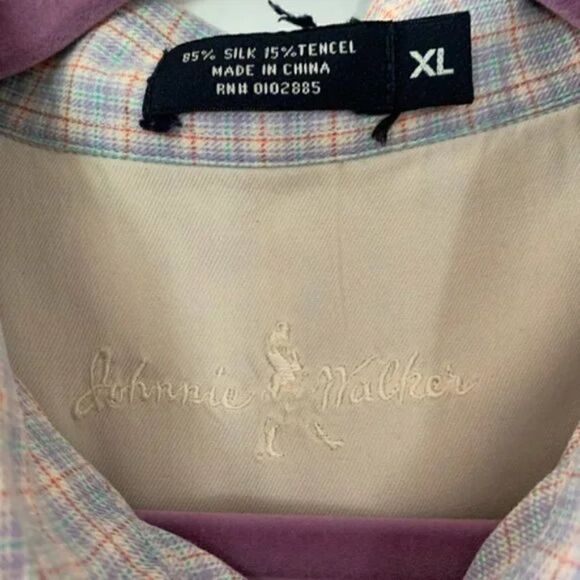 85% SILK 15% TENCEL
MADE IN CHINA
RN# 0102885
XL
Johnnie Walker